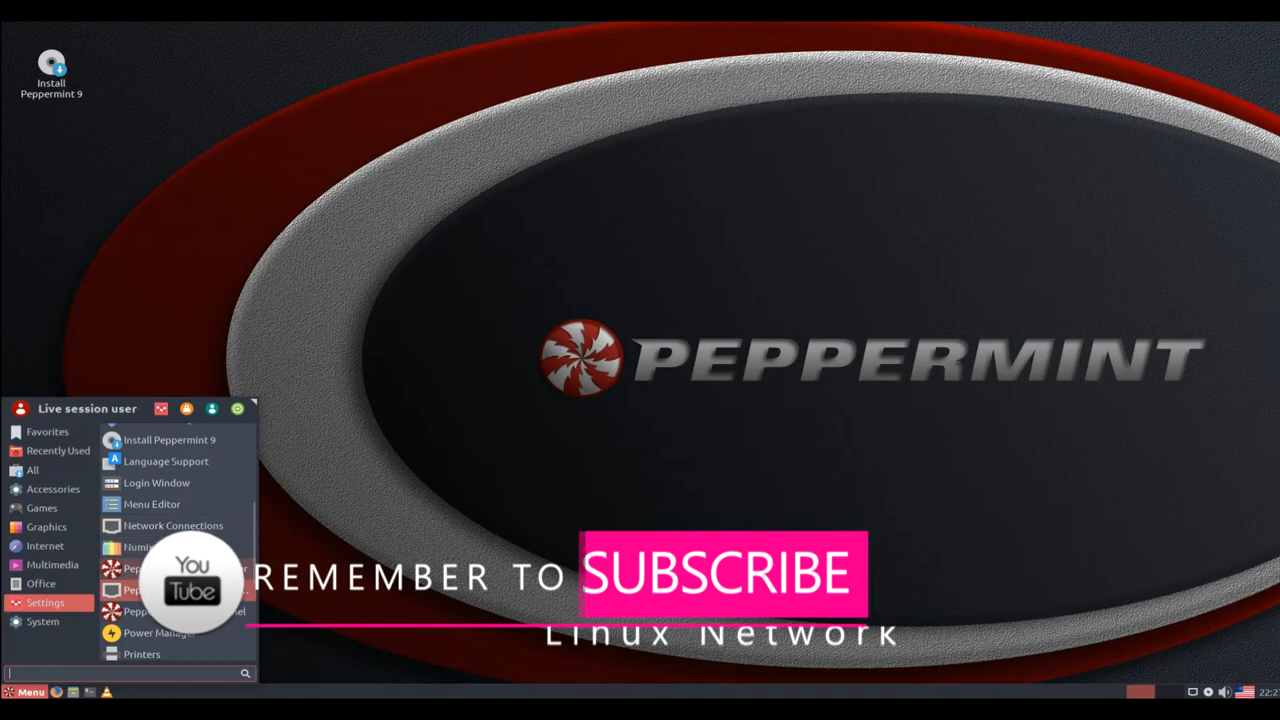 Install
Peppermint 9
PEPPERMINT
Live session user
Favorites
Recently Used
All
Accessories
Games
Graphics
Internet
Multimedia
Office
Settings
System
Install Peppermint 9
Language Support
Login Window
Menu Editor
Network Connections
Power Manager
Printers
You
Tube
REMEMBER TO SUBSCRIBE
Linux Network
Menu